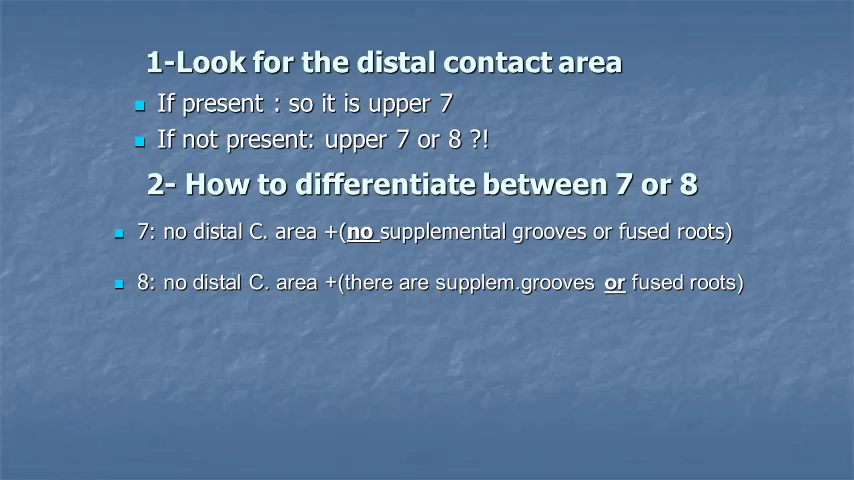 1-Look for the distal contact area
If present : so it is upper 7
If not present: upper 7 or 8 ?!
2- How to differentiate between 7 or 8
7: no distal C. area +(no supplemental grooves or fused roots)
8: no distal C. area +(there are supplem.grooves or fused roots)